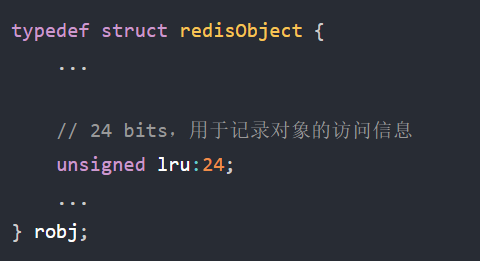 typedef struct redisObject {
    ...
    // 24 bits，用于记录对象的访问信息
    unsigned lru:24;
    ...
} robj;